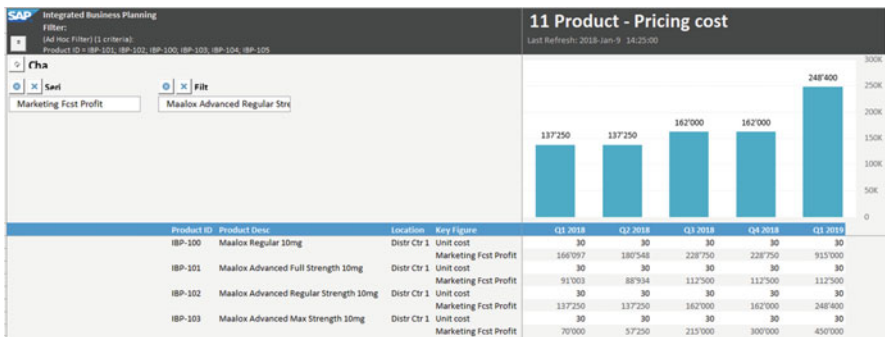 SAP Integrated Business Planning
Filter:
(Ad Hoc Filter) (1 criteria):
Product ID = IBP-101; IBP-102; IBP-100; IBP-103; IBP-104; IBP-105
11 Product - Pricing cost
Last Refresh: 2018-Jan-9 14:25:00
Cha
Seri Filt
Marketing Fcst Profit Maalox Advanced Regular Stre
300K
248'400
250K
200K
162'000 162'000
137'250 137'250
150K
100K
50K
0
Product ID Product Desc Location Key Figure Q1 2018 Q2 2018 Q3 2018 Q4 2018 Q1 2019
IBP-100 Maalox Regular 10mg Distr Ctr 1 Unit cost 30 30 30 30 30
Marketing Fcst Profit 166'097 180'548 228'750 228'750 915'000
IBP-101 Maalox Advanced Full Strength 10mg Distr Ctr 1 Unit cost 30 30 30 30 30
Marketing Fcst Profit 91'003 88'934 112'500 112'500 112'500
IBP-102 Maalox Advanced Regular Strength 10mg Distr Ctr 1 Unit cost 30 30 30 30 30
Marketing Fcst Profit 137'250 137'250 162'000 162'000 248'400
IBP-103 Maalox Advanced Max Strength 10mg Distr Ctr 1 Unit cost 30 30 30 30 30
Marketing Fcst Profit 70'000 57'250 215'000 300'000 450'000